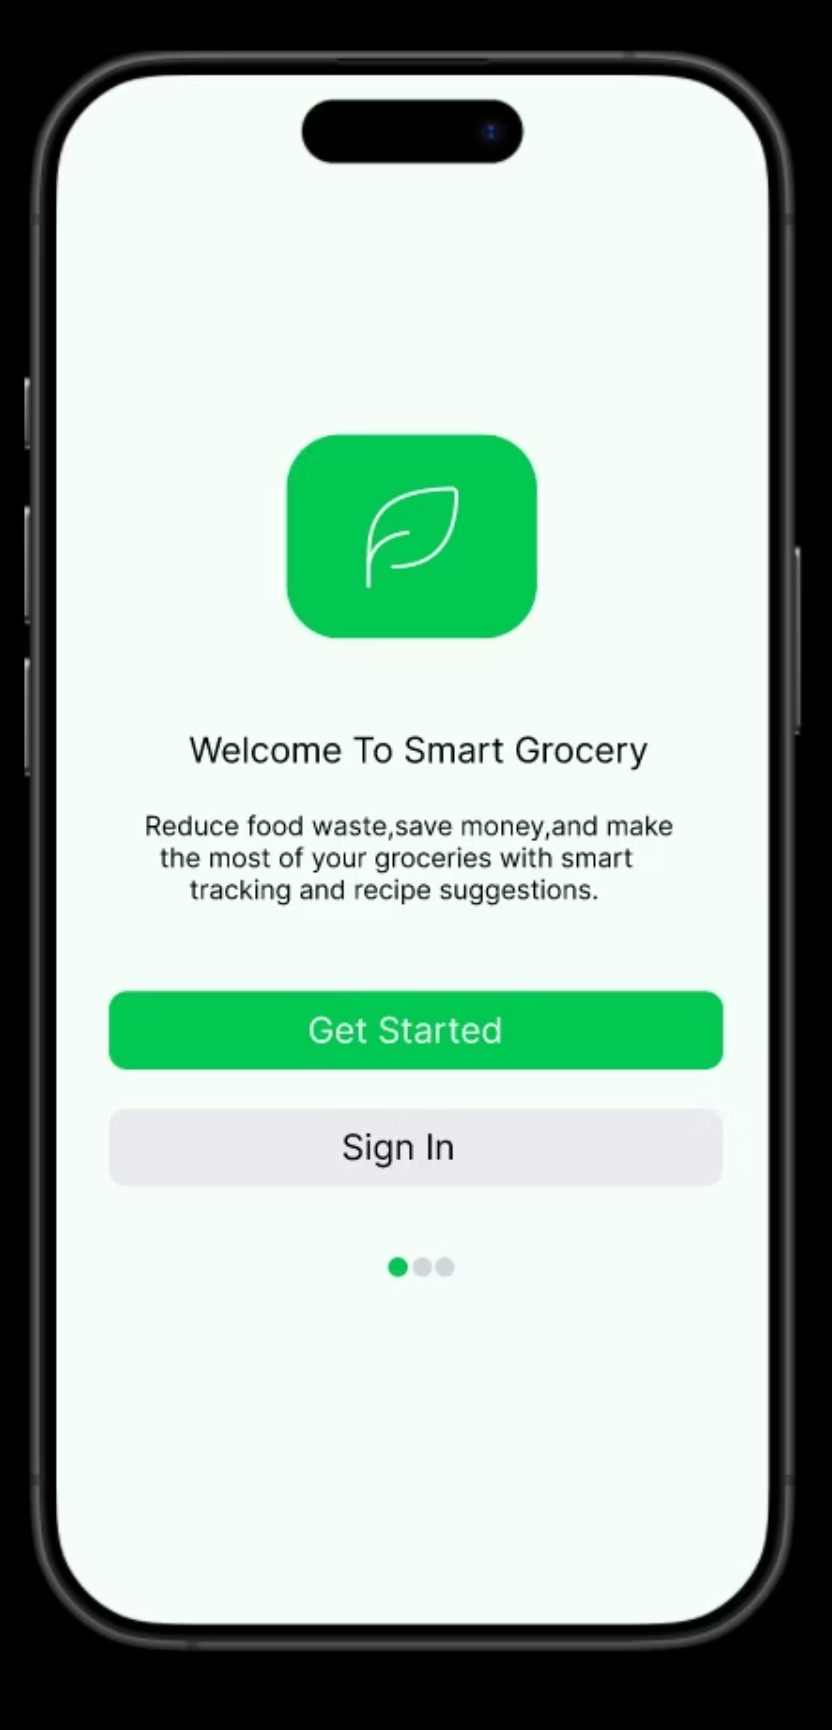 Welcome To Smart Grocery
Reduce food waste,save money,and make
the most of your groceries with smart
tracking and recipe suggestions.
Get Started
Sign In